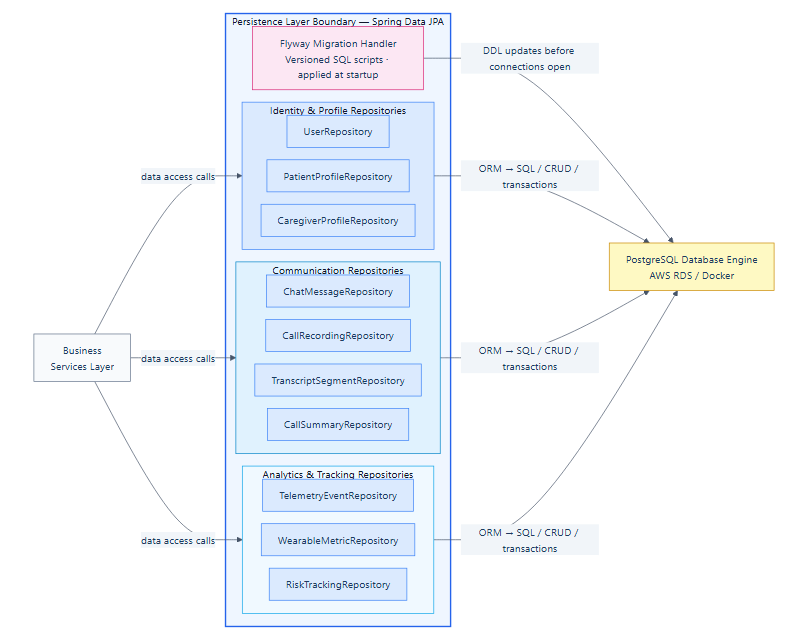 Persistence Layer Boundary — Spring Data JPA
Flyway Migration Handler
Versioned SQL scripts ·
applied at startup
DDL updates before
connections open
Identity & Profile Repositories
UserRepository
PatientProfileRepository
CaregiverProfileRepository
data access calls
ORM → SQL / CRUD /
transactions
Communication Repositories
ChatMessageRepository
CallRecordingRepository
TranscriptSegmentRepository
CallSummaryRepository
Business
Services Layer
data access calls
ORM → SQL / CRUD /
transactions
PostgreSQL Database Engine
AWS RDS / Docker
Analytics & Tracking Repositories
TelemetryEventRepository
WearableMetricRepository
RiskTrackingRepository
data access calls
ORM → SQL / CRUD /
transactions